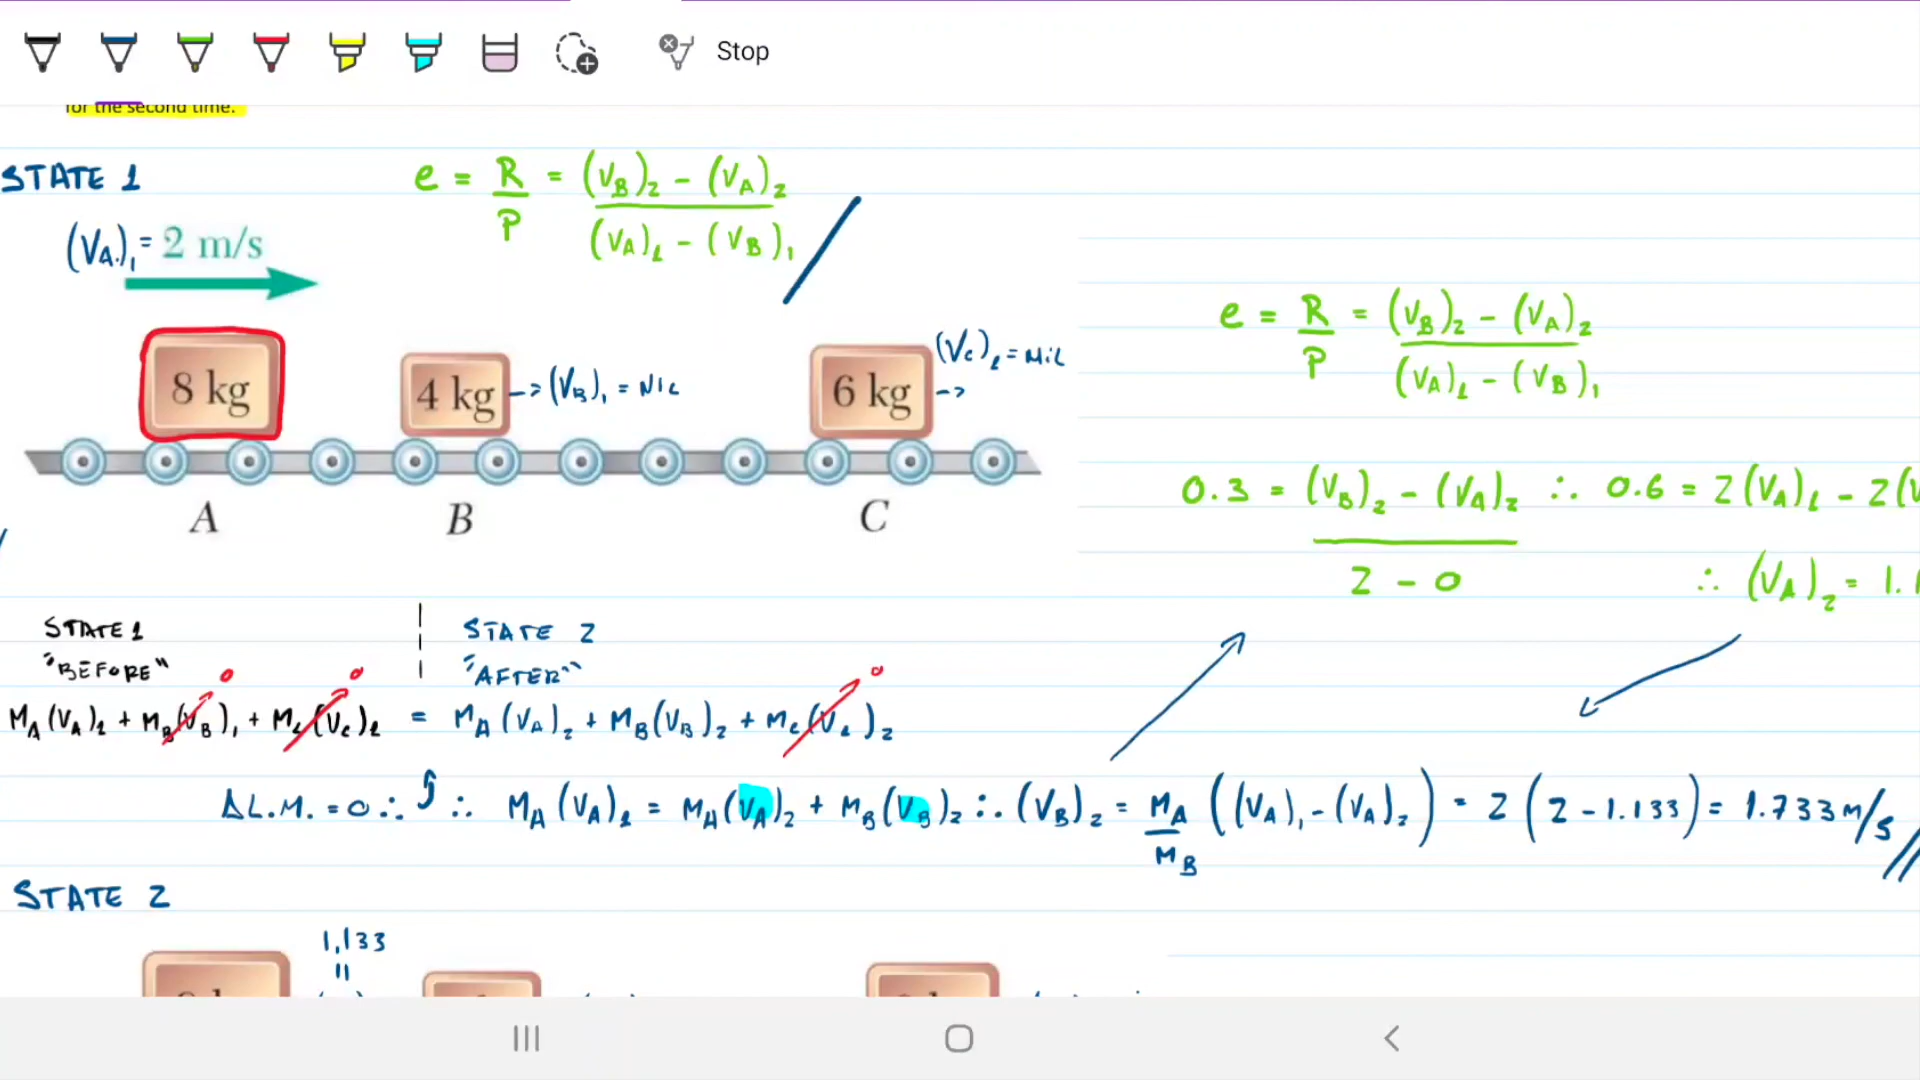 Stop
for the second time.
STATE 1
e = R/P = (VB)2 - (VA)2 / (VA)1 - (VB)1
(VA)1 = 2 m/s
e = R/P = (VB)2 - (VA)2 / (VA)1 - (VB)1
8 kg
4 kg
-> (VB)1 = NIL
6 kg
(VC)1 = NIL
->
A
B
C
0.3 = (VB)2 - (VA)2 / 2 - 0 ∴ 0.6 = 2(VA)1 - 2(V
∴ (VA)2 = 1.1
STATE 1
"BEFORE"
STATE 2
"AFTER"
0 0 0
MA(VA)1 + MB(VB)1 + MC(VC)1 = MA(VA)2 + MB(VB)2 + MC(VC)2
ΔL.M. = 0 ∴ ∴ MA(VA)1 = MA(VA)2 + MB(VB)2 ∴ (VB)2 = MA/MB ((VA)1 - (VA)2) = 2(2 - 1.133) = 1.733 m/s
STATE 2
1,133
"